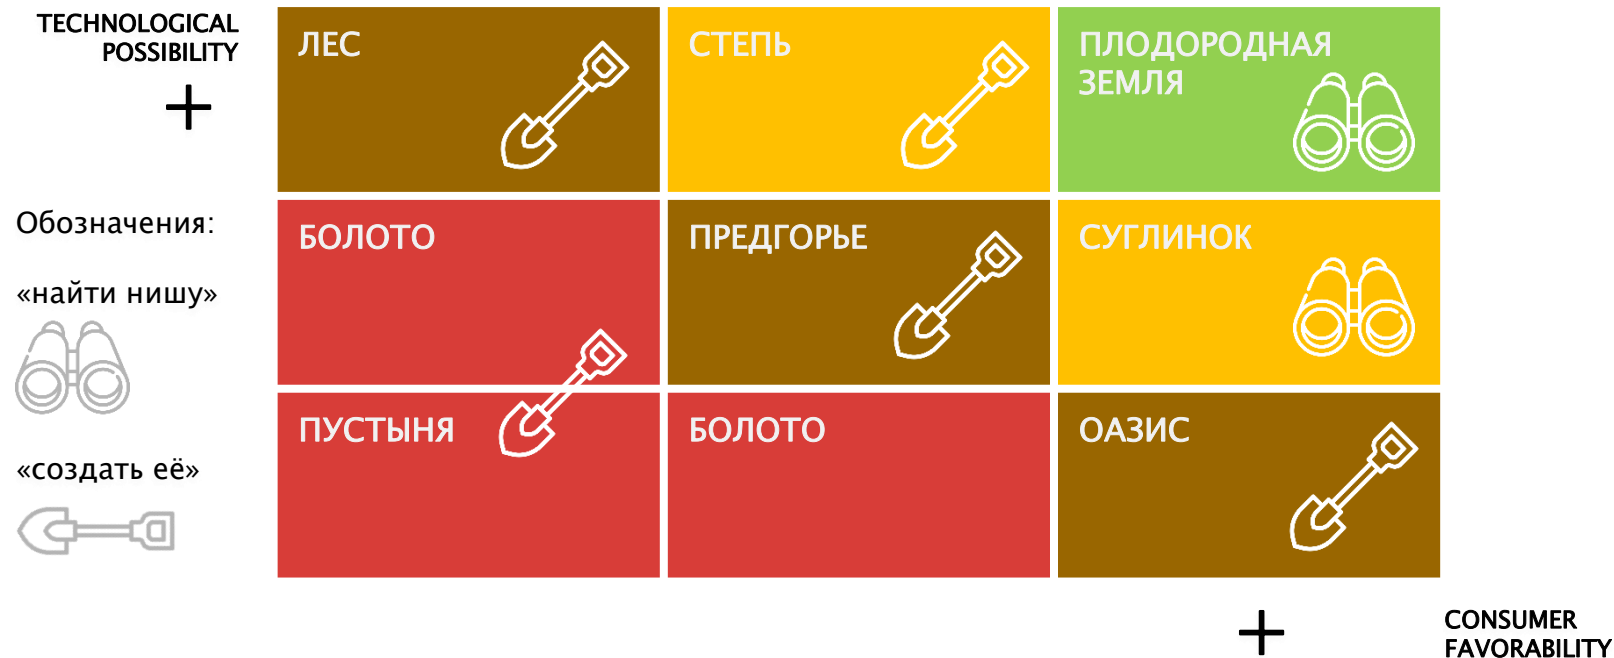 TECHNOLOGICAL
POSSIBILITY
+
ЛЕС
СТЕПЬ
ПЛОДОРОДНАЯ
ЗЕМЛЯ
Обозначения:
«найти нишу»
«создать её»
БОЛОТО
ПРЕДГОРЬЕ
СУГЛИНОК
ПУСТЫНЯ
БОЛОТО
ОАЗИС
+
CONSUMER
FAVORABILITY